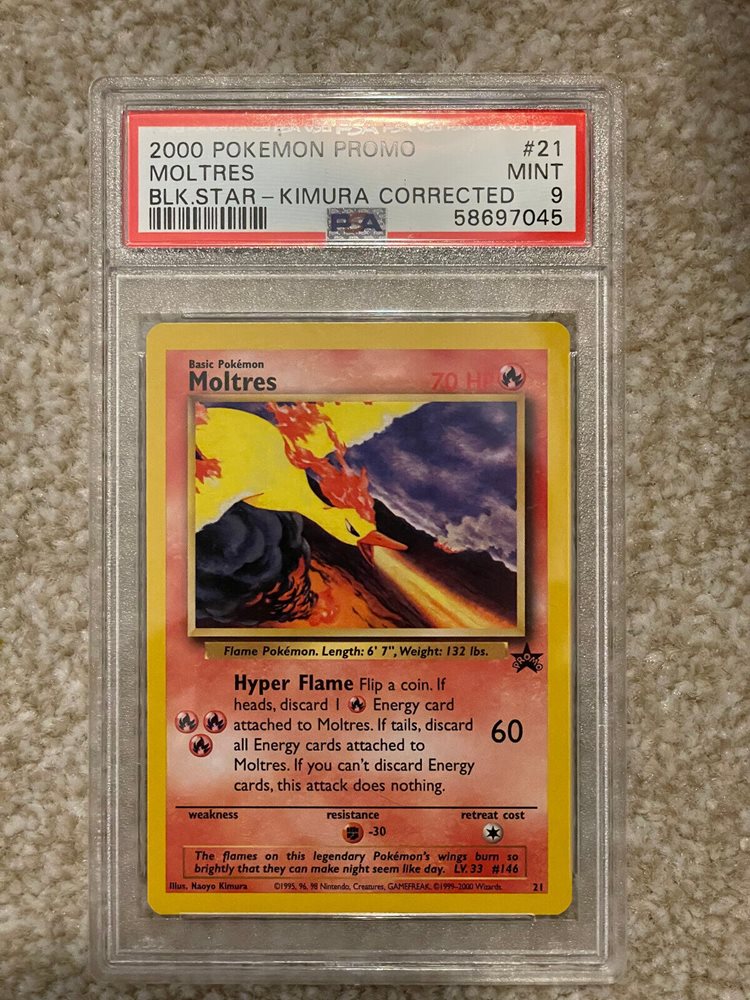 2000 POKEMON PROMO #21
MOLTRES MINT
BLK.STAR – KIMURA CORRECTED 9
PSA 58697045
Basic Pokémon
Moltres 70 HP
Flame Pokémon. Length: 6' 7", Weight: 132 lbs.
PROMO
Hyper Flame Flip a coin. If
heads, discard 1 Energy card
attached to Moltres. If tails, discard
all Energy cards attached to
Moltres. If you can't discard Energy
cards, this attack does nothing.
60
weakness resistance retreat cost
-30
The flames on this legendary Pokémon's wings burn so
brightly that they can make night seem like day. LV. 33 #146
Illus. Naoyo Kimura ©1995, 96, 98 Nintendo, Creatures, GAMEFREAK. ©1999-2000 Wizards. 21